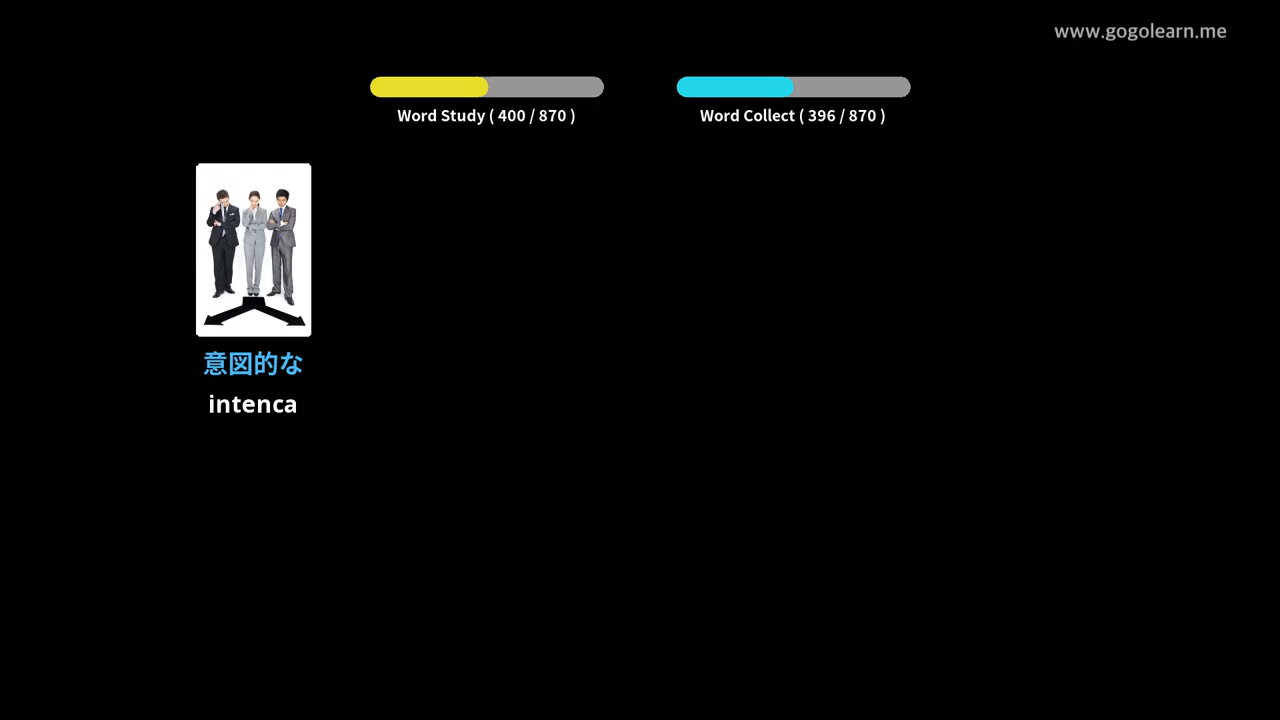 www.gogolearn.me
Word Study ( 400 / 870 )
Word Collect ( 396 / 870 )
意図的な
intenca